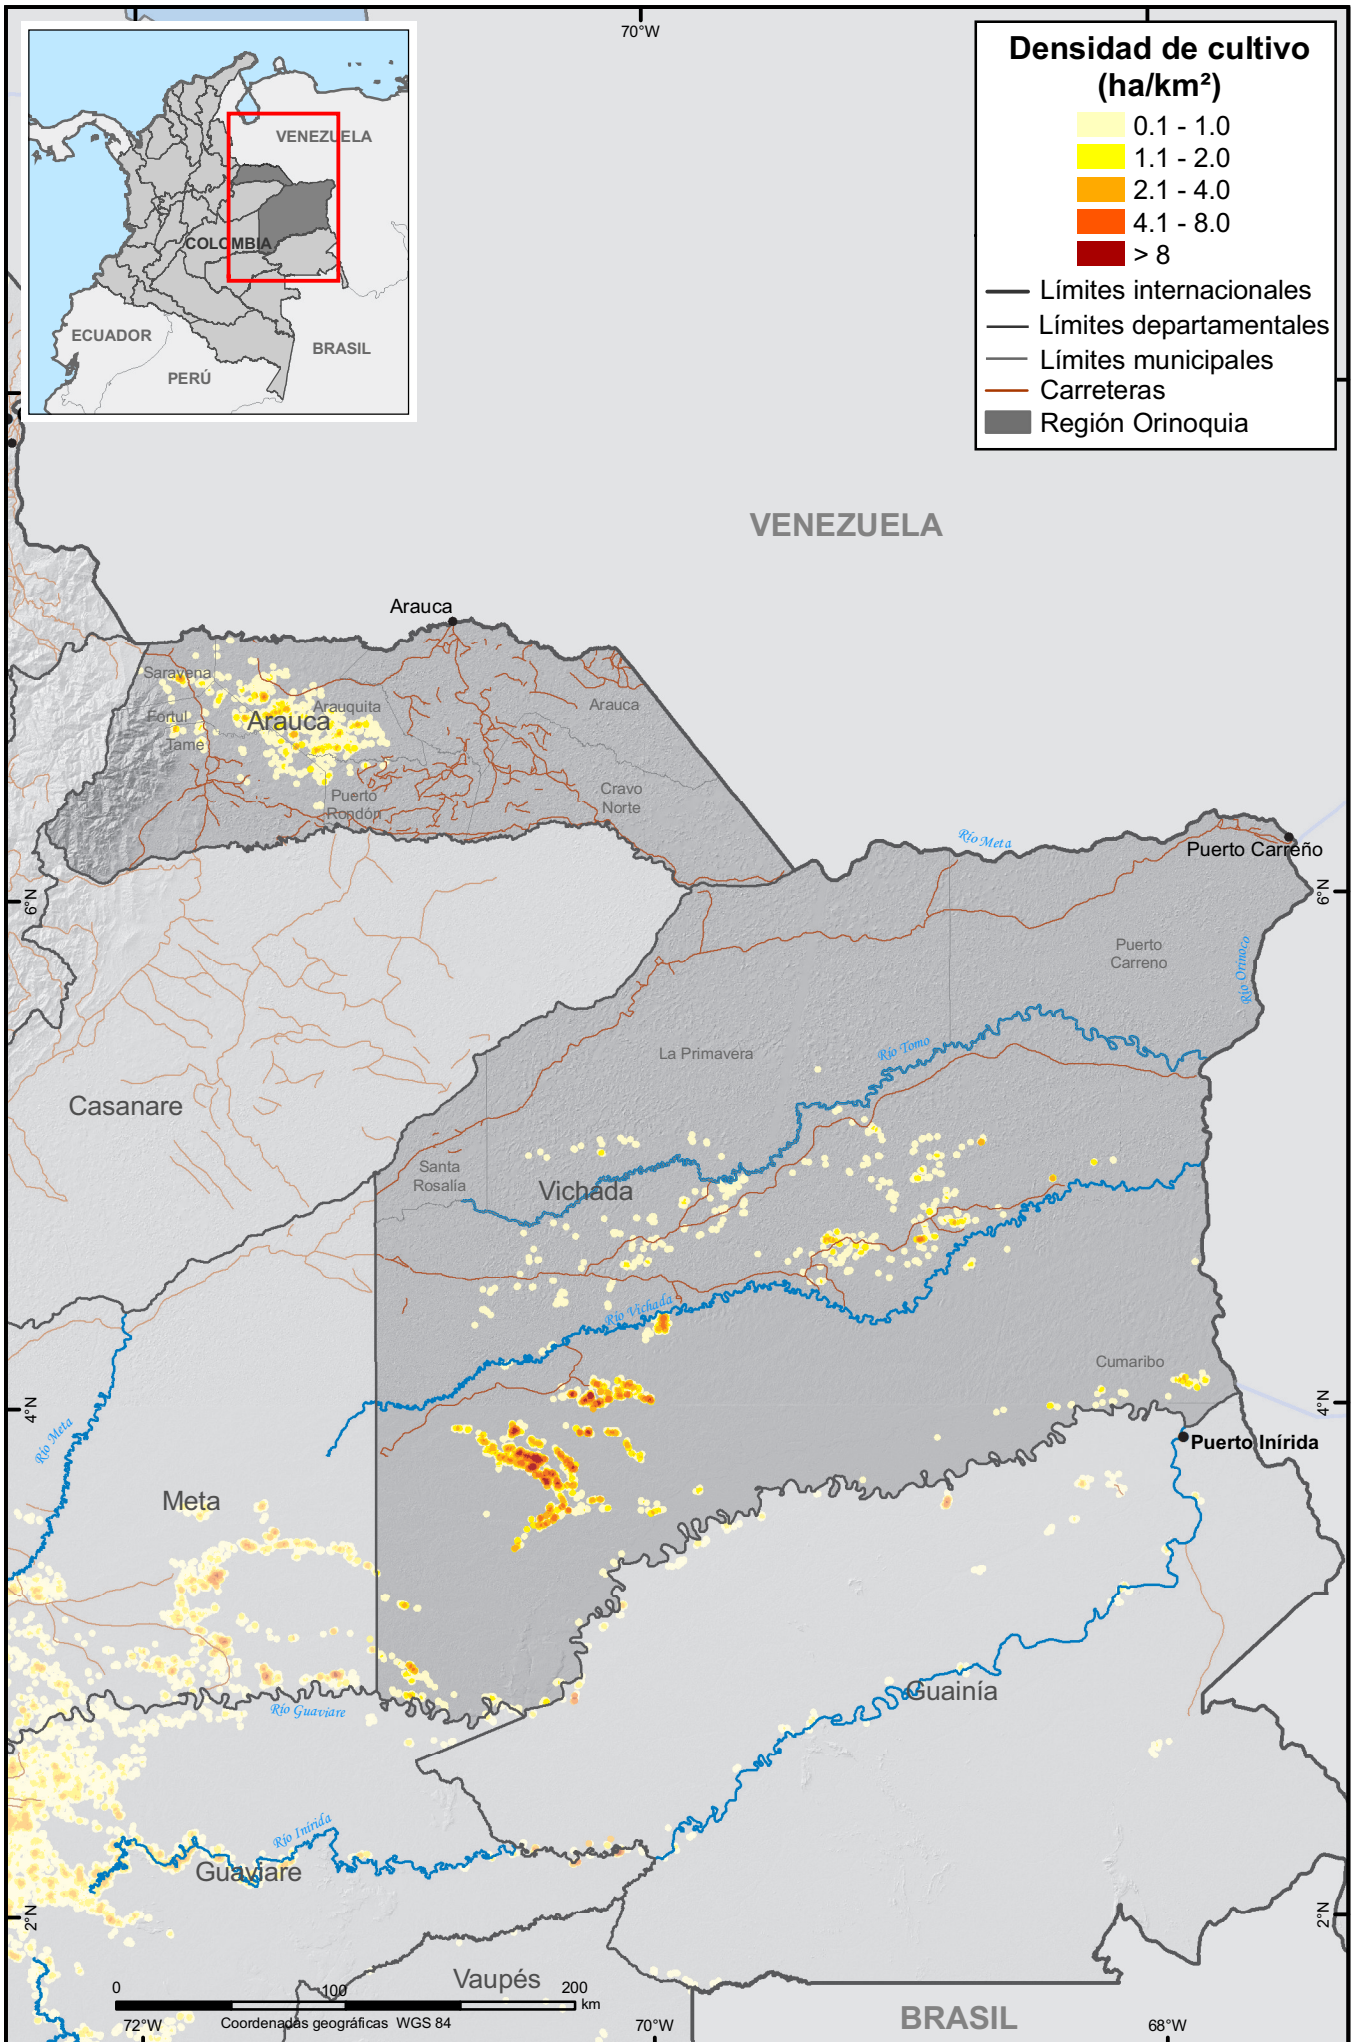 70°W
VENEZUELA
COLOMBIA
ECUADOR
BRASIL
PERÚ
Densidad de cultivo
(ha/km²)
0.1 - 1.0
1.1 - 2.0
2.1 - 4.0
4.1 - 8.0
> 8
Límites internacionales
Límites departamentales
Límites municipales
Carreteras
Región Orinoquia
VENEZUELA
Arauca
Saravena
Arauquita
Arauca
Fortul
Arauca
Tame
Puerto
Rondón
Cravo
Norte
Río Meta
Puerto Carreño
6°N
6°N
Puerto
Carreno
Río Orinoco
La Primavera
Río Tomo
Casanare
Santa
Rosalía
Vichada
Río Vichada
Cumaribo
4°N
4°N
Río Meta
Puerto Inírida
Meta
Guainía
Río Guaviare
Río Inírida
Guaviare
2°N
2°N
Vaupés
0
100
200
km
Coordenadas geográficas WGS 84
BRASIL
72°W
70°W
68°W